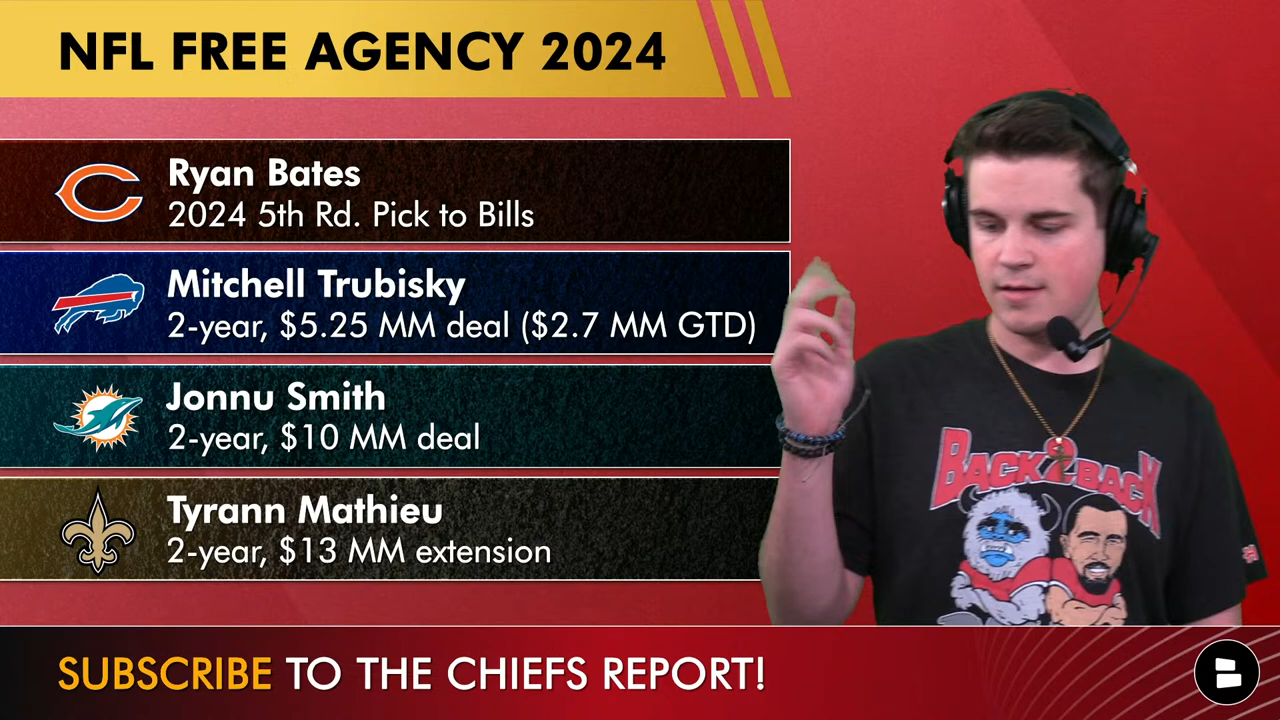 NFL FREE AGENCY 2024
Ryan Bates
2024 5th Rd. Pick to Bills
Mitchell Trubisky
2-year, $5.25 MM deal ($2.7 MM GTD)
Jonnu Smith
2-year, $10 MM deal
Tyrann Mathieu
2-year, $13 MM extension
BACK2BACK
SUBSCRIBE TO THE CHIEFS REPORT!